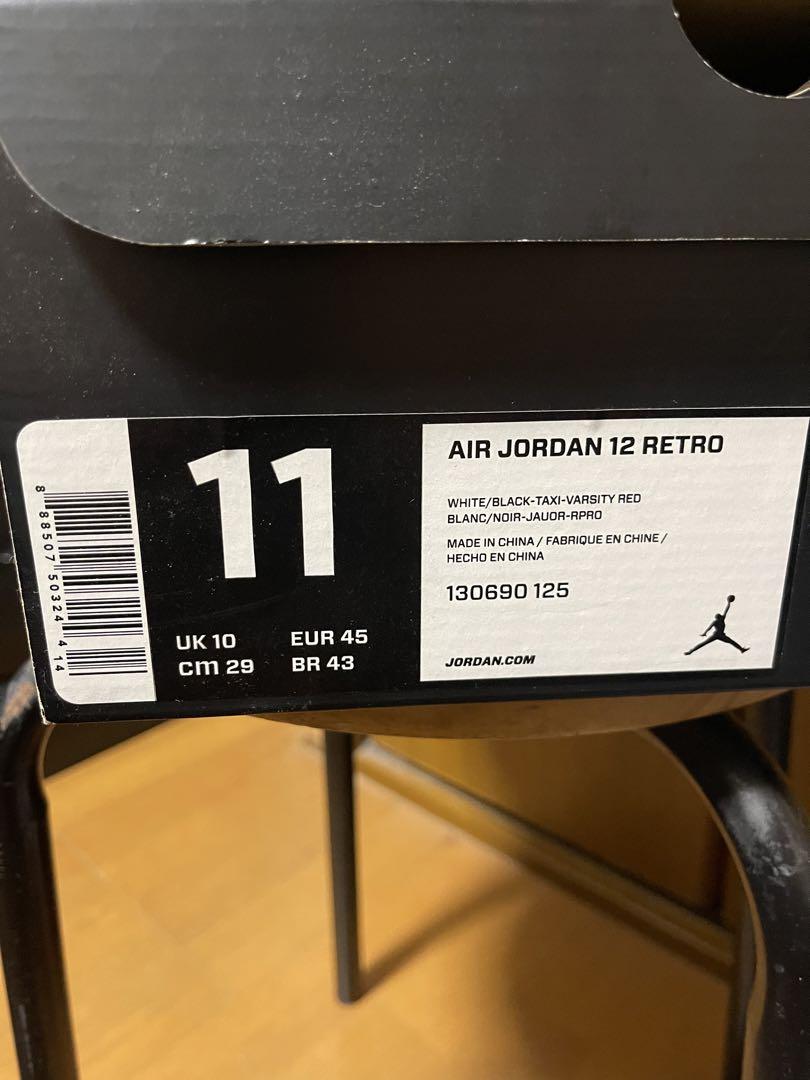 8 88507 50324 4 14
11
UK 10 EUR 45
cm 29 BR 43
AIR JORDAN 12 RETRO
WHITE/BLACK-TAXI-VARSITY RED
BLANC/NOIR-JAUOR-RPRO
MADE IN CHINA / FABRIQUE EN CHINE /
HECHO EN CHINA
130690 125
JORDAN.COM